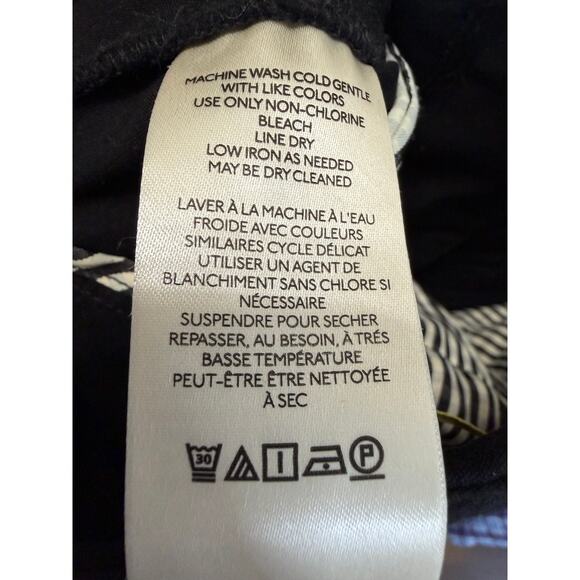 MACHINE WASH COLD GENTLE
WITH LIKE COLORS
USE ONLY NON-CHLORINE
BLEACH
LINE DRY
LOW IRON AS NEEDED
MAY BE DRY CLEANED
LAVER À LA MACHINE À L'EAU
FROIDE AVEC COULEURS
SIMILAIRES CYCLE DÉLICAT
UTILISER UN AGENT DE
BLANCHIMENT SANS CHLORE SI
NÉCESSAIRE
SUSPENDRE POUR SECHER
REPASSER, AU BESOIN, À TRÉS
BASSE TEMPÉRATURE
PEUT-ÊTRE ÊTRE NETTOYÉE
À SEC
30 P